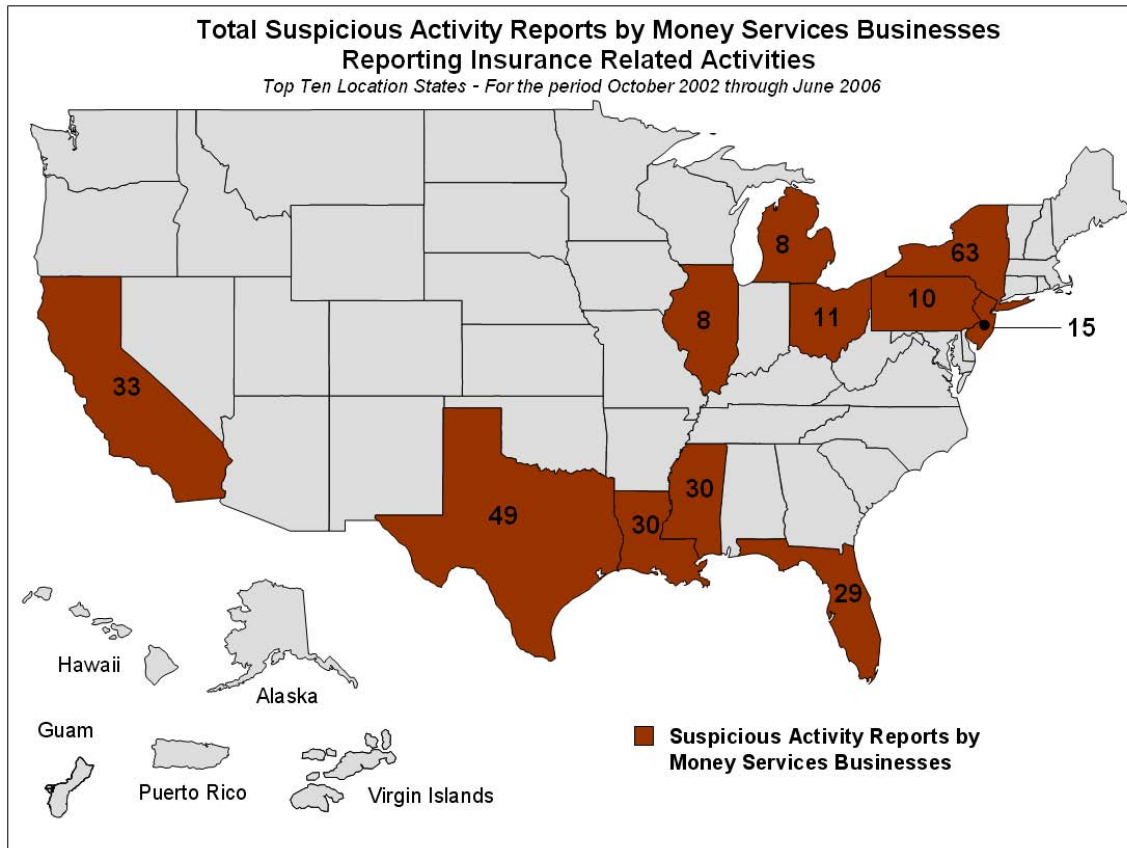 Total Suspicious Activity Reports by Money Services Businesses
Reporting Insurance Related Activities
Top Ten Location States - For the period October 2002 through June 2006
8
63
8
11
10
15
33
30
49
30
29
Hawaii
Alaska
Guam
Puerto Rico
Virgin Islands
Suspicious Activity Reports by
Money Services Businesses